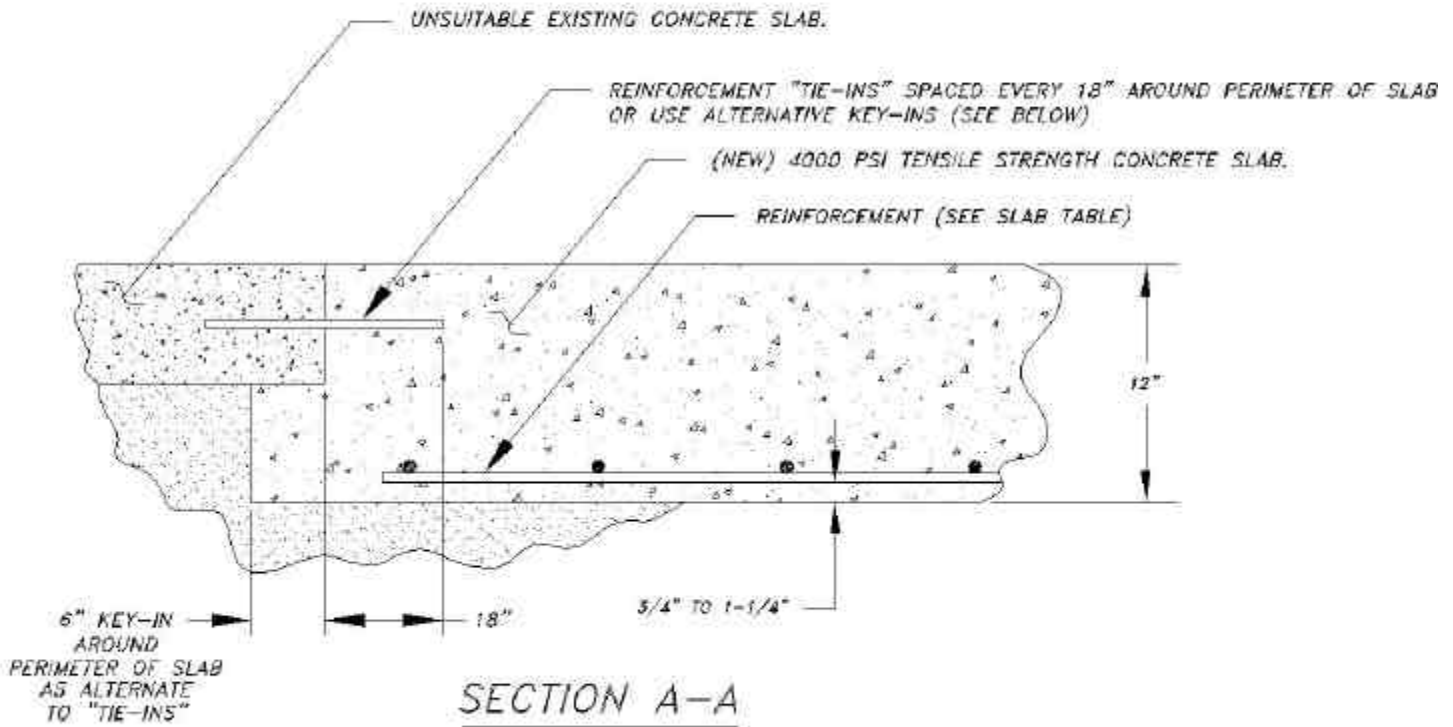 UNSUITABLE EXISTING CONCRETE SLAB.
REINFORCEMENT "TIE-INS" SPACED EVERY 18" AROUND PERIMETER OF SLAB
OR USE ALTERNATIVE KEY-INS (SEE BELOW)
(NEW) 4000 PSI TENSILE STRENGTH CONCRETE SLAB.
REINFORCEMENT (SEE SLAB TABLE)
12"
3/4" TO 1-1/4"
18"
6" KEY-IN
AROUND
PERIMETER OF SLAB
AS ALTERNATE
TO "TIE-INS"
SECTION A-A